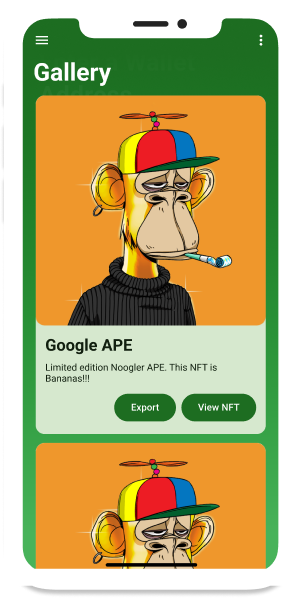 Gallery
Google APE
Limited edition Noogler APE. This NFT is
Bananas!!!
Export
View NFT